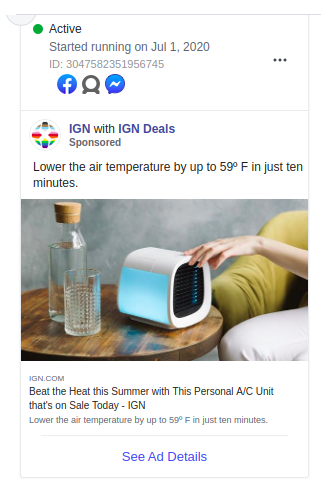 Active
Started running on Jul 1, 2020
ID: 3047582351956745
IGN with IGN Deals
Sponsored
Lower the air temperature by up to 59º F in just ten
minutes.
IGN.COM
Beat the Heat this Summer with This Personal A/C Unit
that's on Sale Today - IGN
Lower the air temperature by up to 59º F in just ten minutes.
See Ad Details